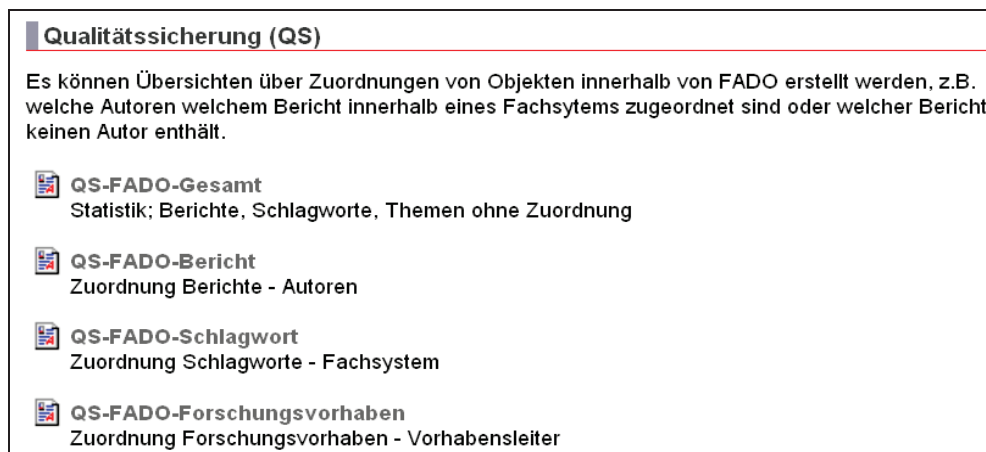 Qualitätssicherung (QS)
Es können Übersichten über Zuordnungen von Objekten innerhalb von FADO erstellt werden, z.B.
welche Autoren welchem Bericht innerhalb eines Fachsytems zugeordnet sind oder welcher Bericht
keinen Autor enthält.
QS-FADO-Gesamt
Statistik; Berichte, Schlagworte, Themen ohne Zuordnung
QS-FADO-Bericht
Zuordnung Berichte - Autoren
QS-FADO-Schlagwort
Zuordnung Schlagworte - Fachsystem
QS-FADO-Forschungsvorhaben
Zuordnung Forschungsvorhaben - Vorhabensleiter